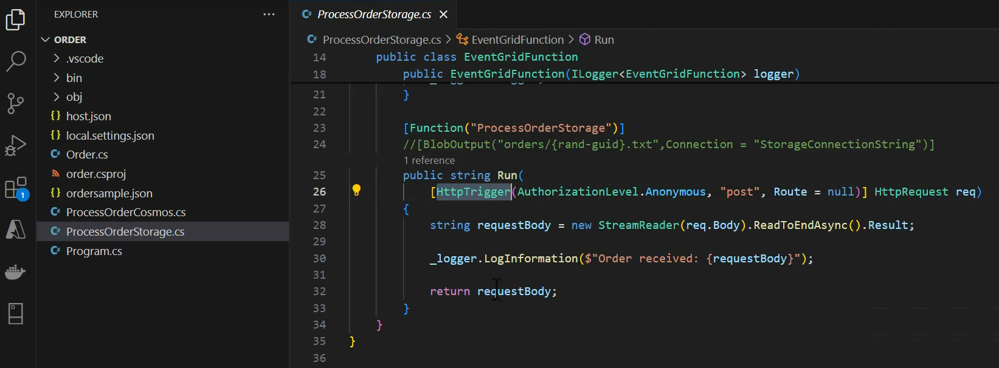 EXPLORER
ORDER
.vscode
bin
obj
{} host.json
{} local.settings.json
C# Order.cs
order.csproj
{} ordersample.json
C# ProcessOrderCosmos.cs
C# ProcessOrderStorage.cs
C# Program.cs
1
C# ProcessOrderStorage.cs
C# ProcessOrderStorage.cs > EventGridFunction > Run
14 public class EventGridFunction
18 public EventGridFunction(ILogger<EventGridFunction> logger)
21 }
22
23 [Function("ProcessOrderStorage")]
24 //[BlobOutput("orders/{rand-guid}.txt",Connection = "StorageConnectionString")]
1 reference
25 public string Run(
26 [HttpTrigger(AuthorizationLevel.Anonymous, "post", Route = null)] HttpRequest req)
27 {
28 string requestBody = new StreamReader(req.Body).ReadToEndAsync().Result;
29
30 _logger.LogInformation($"Order received: {requestBody}");
31
32 return requestBody;
33 }
34 }
35 }
36